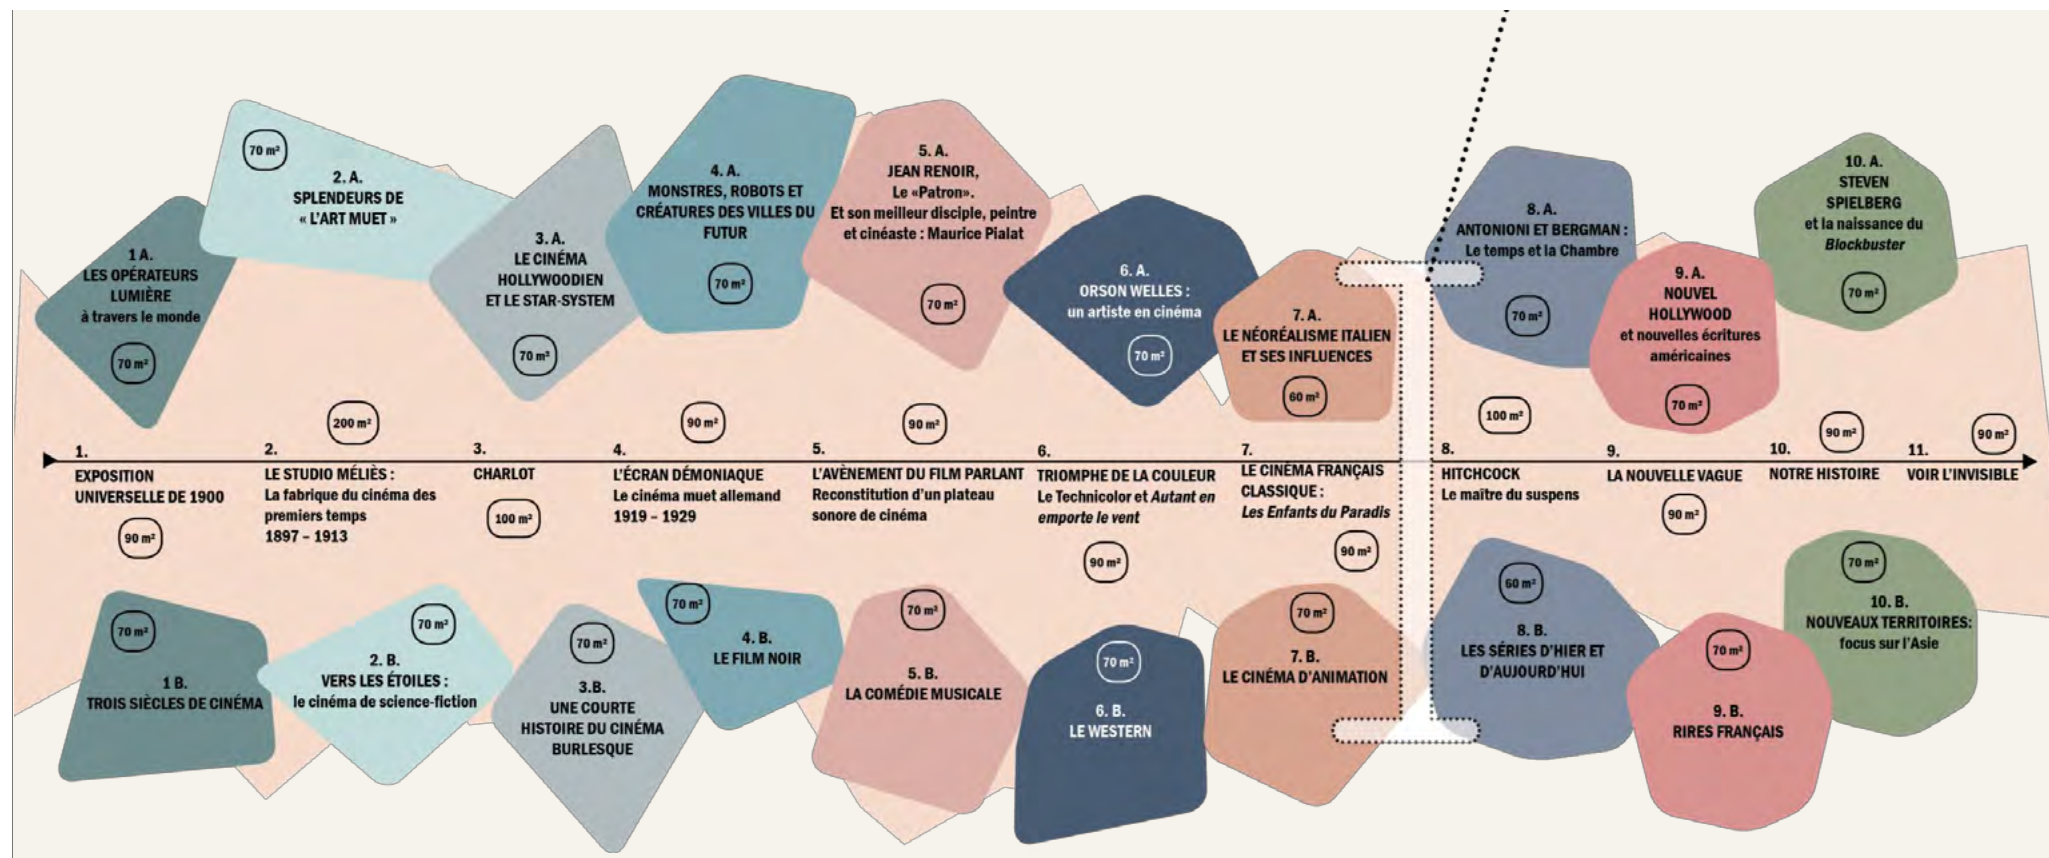 1 A.
LES OPÉRATEURS
LUMIÈRE
à travers le monde
70 m²
70 m²
2. A.
SPLENDEURS DE
« L'ART MUET »
3. A.
LE CINÉMA
HOLLYWOODIEN
ET LE STAR-SYSTEM
70 m²
4. A.
MONSTRES, ROBOTS ET
CRÉATURES DES VILLES DU
FUTUR
70 m²
5. A.
JEAN RENOIR,
Le «Patron».
Et son meilleur disciple, peintre
et cinéaste : Maurice Pialat
70 m²
6. A.
ORSON WELLES :
un artiste en cinéma
70 m²
7. A.
LE NÉORÉALISME ITALIEN
ET SES INFLUENCES
60 m²
8. A.
ANTONIONI ET BERGMAN :
Le temps et la Chambre
70 m²
9. A
NOUVEL
HOLLYWOOD
et nouvelles écritures
américaines
70 m²
10. A.
STEVEN
SPIELBERG
et la naissance du
Blockbuster
70 m²
1.
EXPOSITION
UNIVERSELLE DE 1900
90 m²
200 m²
2.
LE STUDIO MÉLIÈS :
La fabrique du cinéma des
premiers temps
1897 – 1913
3.
CHARLOT
100 m²
90 m²
4.
L'ÉCRAN DÉMONIAQUE
Le cinéma muet allemand
1919 – 1929
90 m²
5.
L'AVÈNEMENT DU FILM PARLANT
Reconstitution d'un plateau
sonore de cinéma
6.
TRIOMPHE DE LA COULEUR
Le Technicolor et Autant en
emporte le vent
90 m²
7.
LE CINÉMA FRANÇAIS
CLASSIQUE :
Les Enfants du Paradis
90 m²
100 m²
8.
HITCHCOCK
Le maître du suspens
9.
LA NOUVELLE VAGUE
90 m²
90 m²
10.
NOTRE HISTOIRE
90 m²
11.
VOIR L'INVISIBLE
70 m²
1 B.
TROIS SIÈCLES DE CINÉMA
70 m²
2. B.
VERS LES ÉTOILES :
le cinéma de science-fiction
70 m²
3.B.
UNE COURTE
HISTOIRE DU CINÉMA
BURLESQUE
70 m²
4. B.
LE FILM NOIR
70 m²
5. B.
LA COMÉDIE MUSICALE
70 m²
6. B.
LE WESTERN
70 m²
7. B.
LE CINÉMA D'ANIMATION
60 m²
8. B.
LES SÉRIES D'HIER ET
D'AUJOURD'HUI
70 m²
9. B.
RIRES FRANÇAIS
70 m²
10. B.
NOUVEAUX TERRITOIRES:
focus sur l'Asie